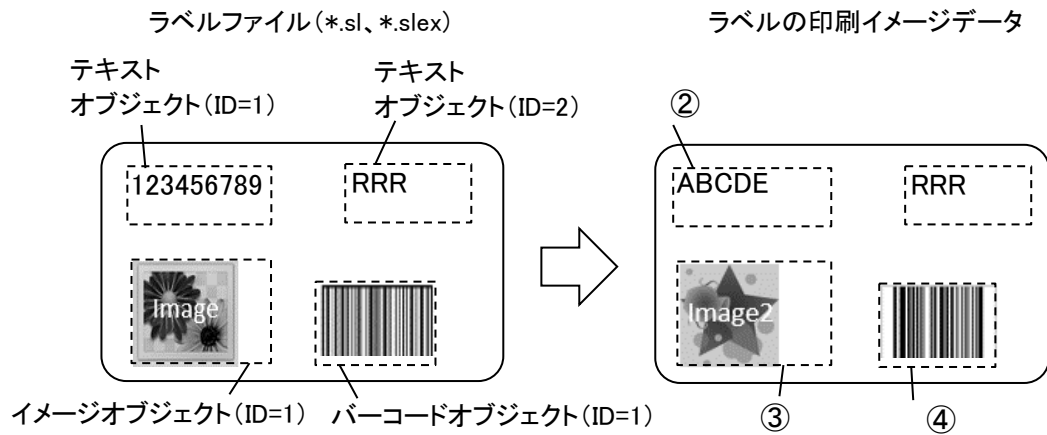 ラベルファイル(*.sl、*.slex)
ラベルの印刷イメージデータ
テキスト
オブジェクト(ID=1)
テキスト
オブジェクト(ID=2)
②
123456789
RRR
ABCDE
RRR
Image
Image2
イメージオブジェクト(ID=1)
バーコードオブジェクト(ID=1)
③
④